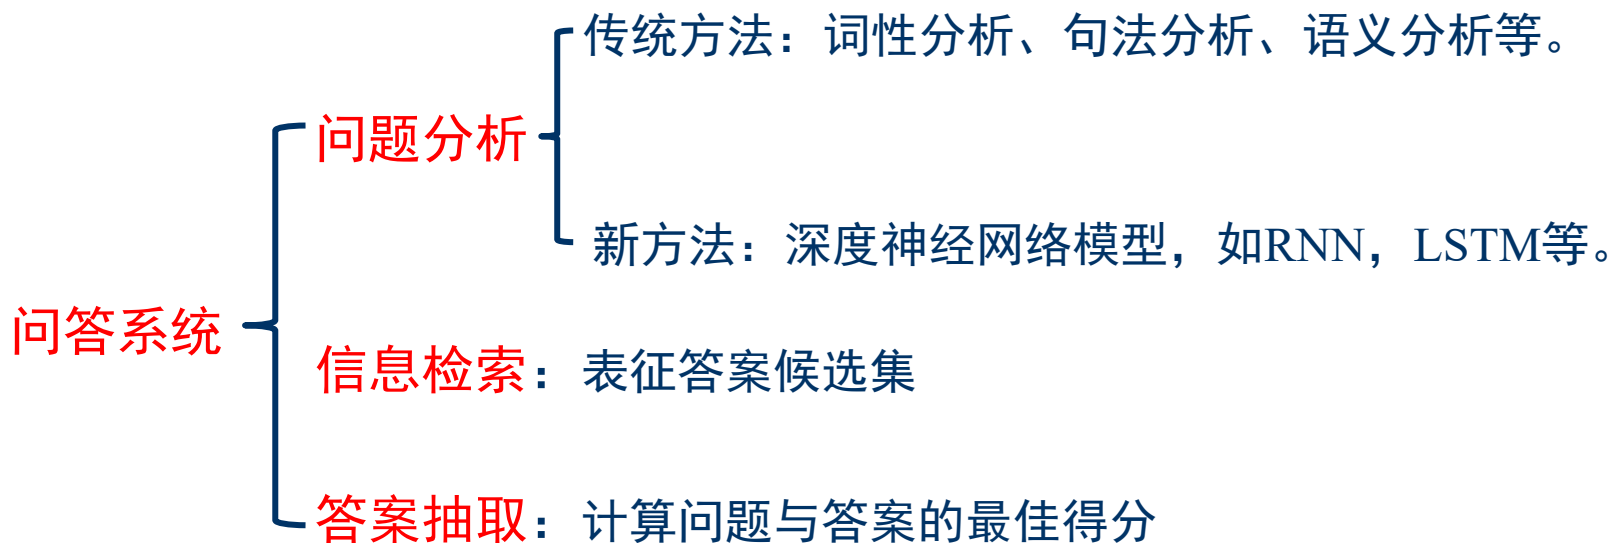 传统方法：词性分析、句法分析、语义分析等。
问题分析
新方法：深度神经网络模型，如RNN，LSTM等。
问答系统
信息检索：表征答案候选集
答案抽取：计算问题与答案的最佳得分